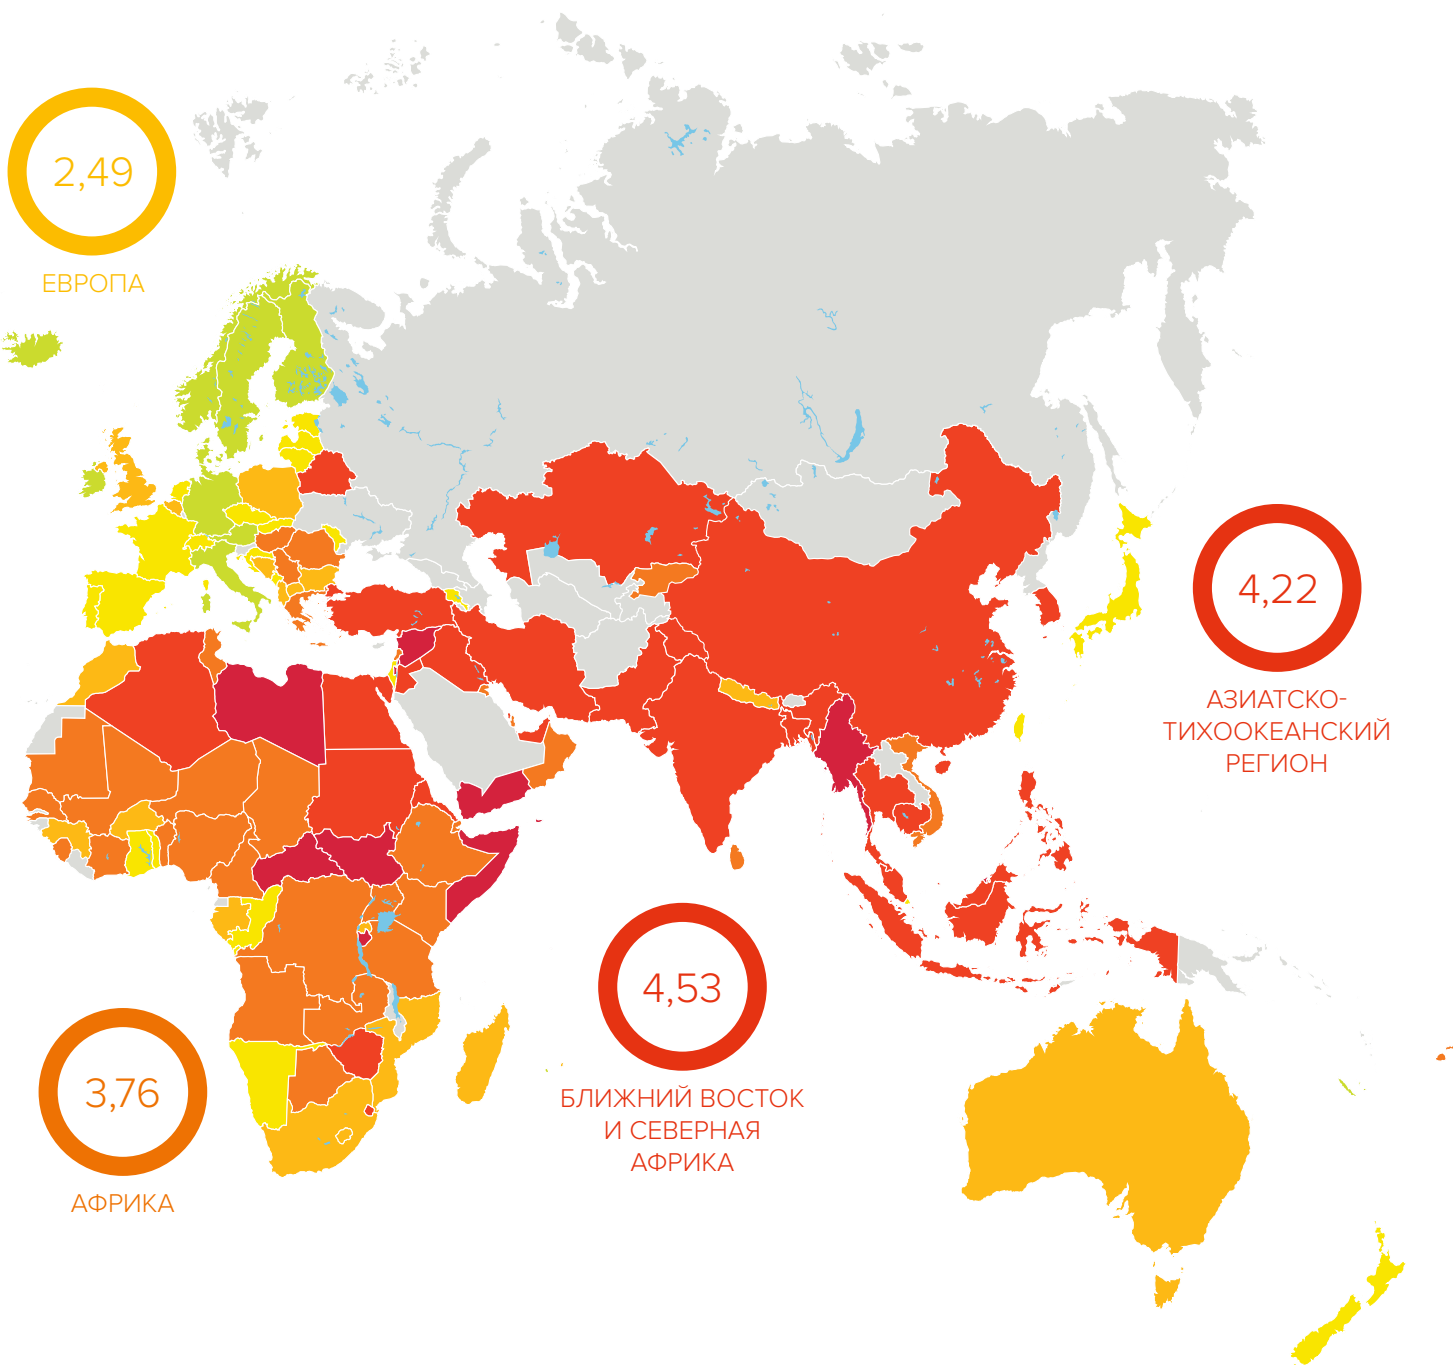 2,49
ЕВРОПА
4,22
АЗИАТСКО-
ТИХООКЕАНСКИЙ
РЕГИОН
4,53
БЛИЖНИЙ ВОСТОК
И СЕВЕРНАЯ
АФРИКА
3,76
АФРИКА